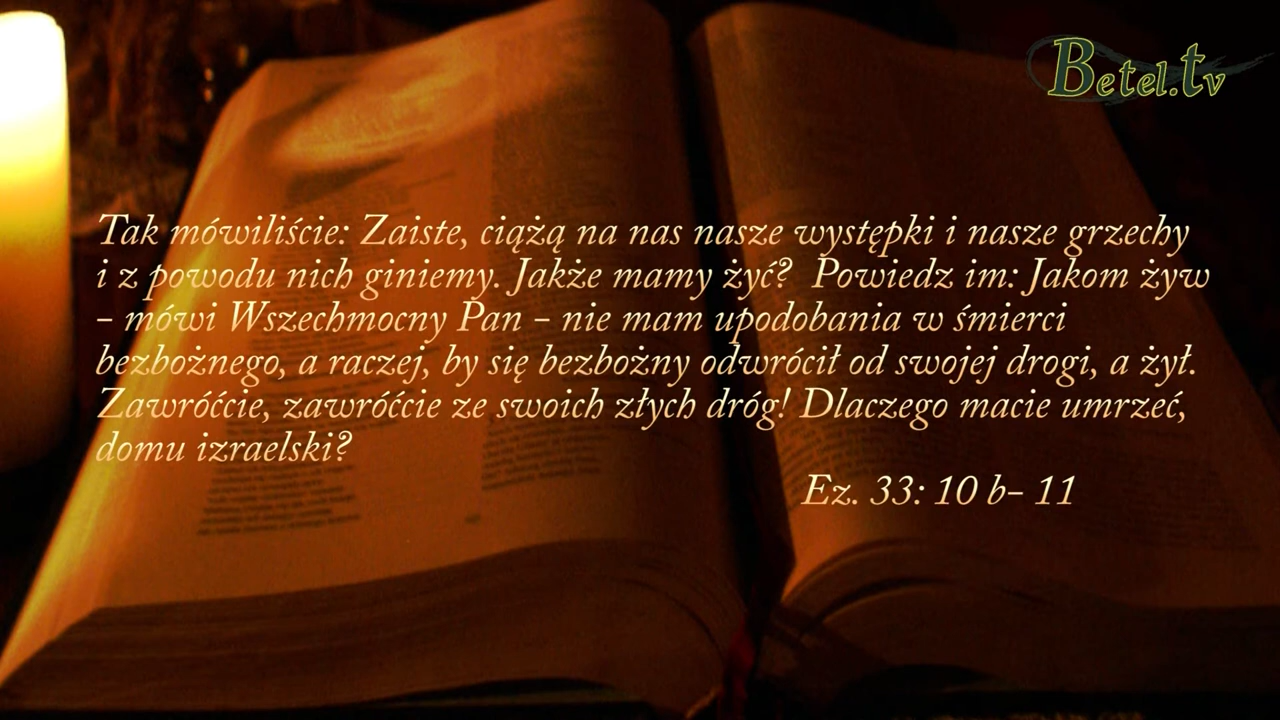 Betel.tv
Tak mówiliście: Zaiste, ciążą na nas nasze występki i nasze grzechy
i z powodu nich giniemy. Jakże mamy żyć? Powiedz im: Jakom żyw
– mówi Wszechmocny Pan – nie mam upodobania w śmierci
bezbożnego, a raczej, by się bezbożny odwrócił od swojej drogi, a żył.
Zawróććie, zawróććie ze swoich złych dróg! Dlaczego macie umrzeć,
domu izraelski?
Ez. 33: 10 b– 11